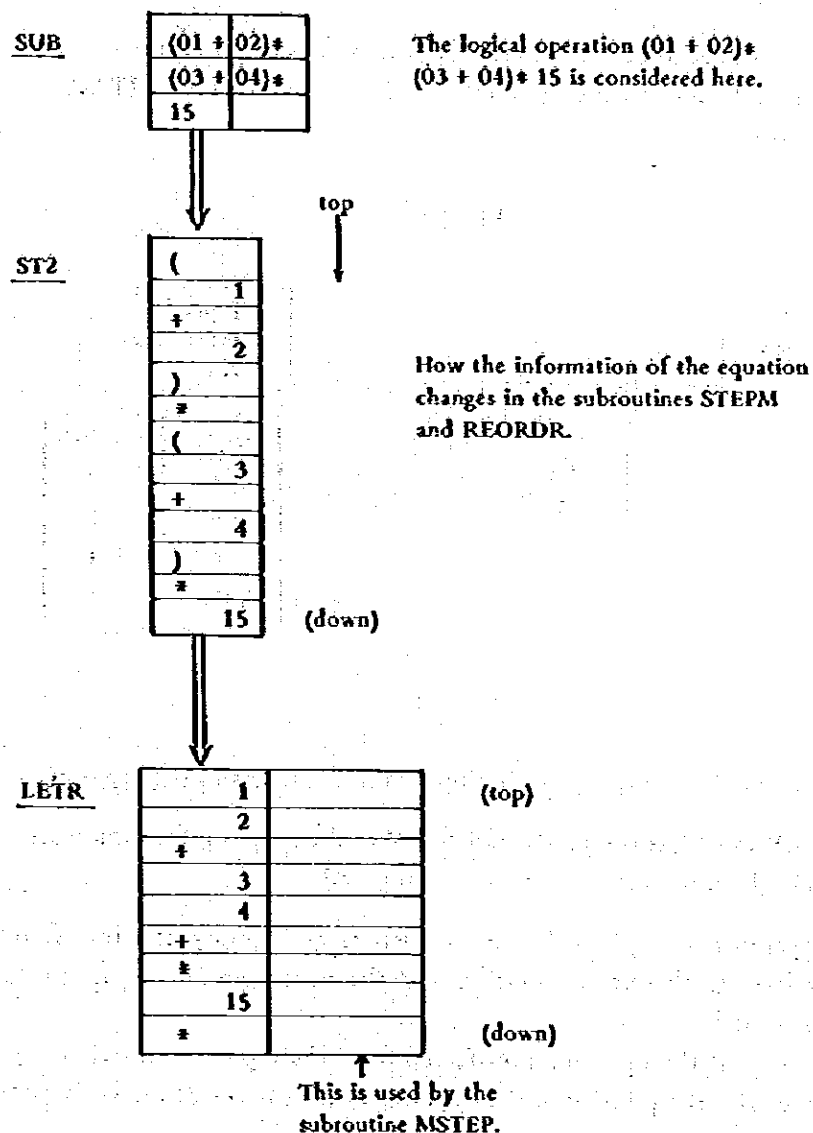 SUB
(01 + 02)*
(03 + 04)*
15
The logical operation (01 + 02)*
(03 + 04)* 15 is considered here.
top
ST2
(
1
+
2
)
*
(
3
+
4
)
*
15
(down)
How the information of the equation
changes in the subroutines STEPM
and REORDR.
LETR
1
2
+
3
4
+
*
15
*
(top)
(down)
This is used by the
subroutine MSTEP.